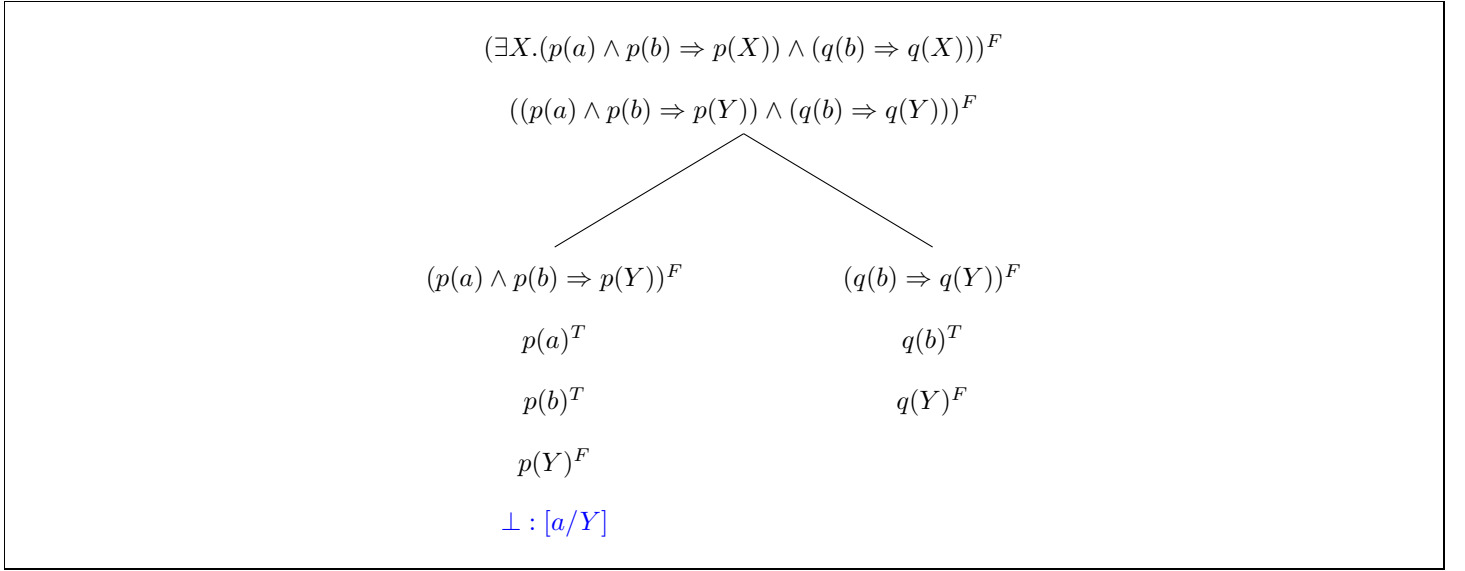 (∃X.(p(a) ∧ p(b) ⇒ p(X)) ∧ (q(b) ⇒ q(X)))^F
((p(a) ∧ p(b) ⇒ p(Y)) ∧ (q(b) ⇒ q(Y)))^F
(p(a) ∧ p(b) ⇒ p(Y))^F (q(b) ⇒ q(Y))^F
p(a)^T q(b)^T
p(b)^T q(Y)^F
p(Y)^F
⊥ : [a/Y]